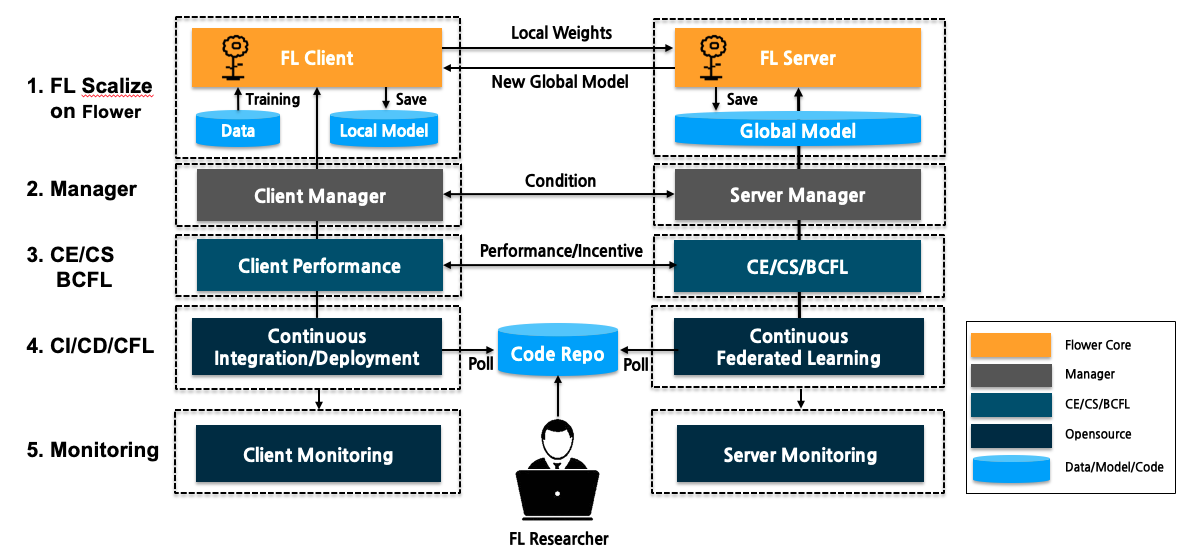 1. FL Scalize
on Flower
FL Client
Local Weights
New Global Model
FL Server
Training
Save
Data
Local Model
Save
Global Model
2. Manager
Client Manager
Condition
Server Manager
3. CE/CS
BCFL
Client Performance
Performance/Incentive
CE/CS/BCFL
4. CI/CD/CFL
Continuous
Integration/Deployment
Poll
Code Repo
Poll
Continuous
Federated Learning
5. Monitoring
Client Monitoring
Server Monitoring
FL Researcher
Flower Core
Manager
CE/CS/BCFL
Opensource
Data/Model/Code